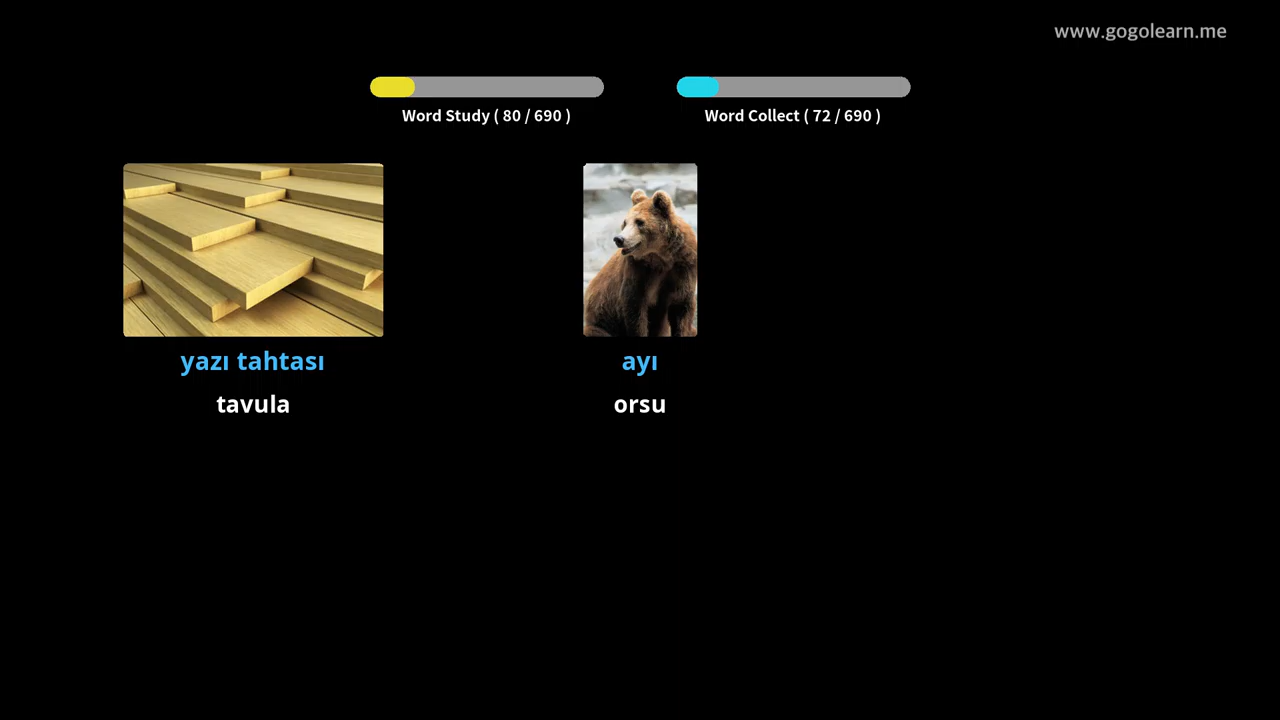 www.gogolearn.me
Word Study ( 80 / 690 )
Word Collect ( 72 / 690 )
yazı tahtası
tavula
ayı
orsu